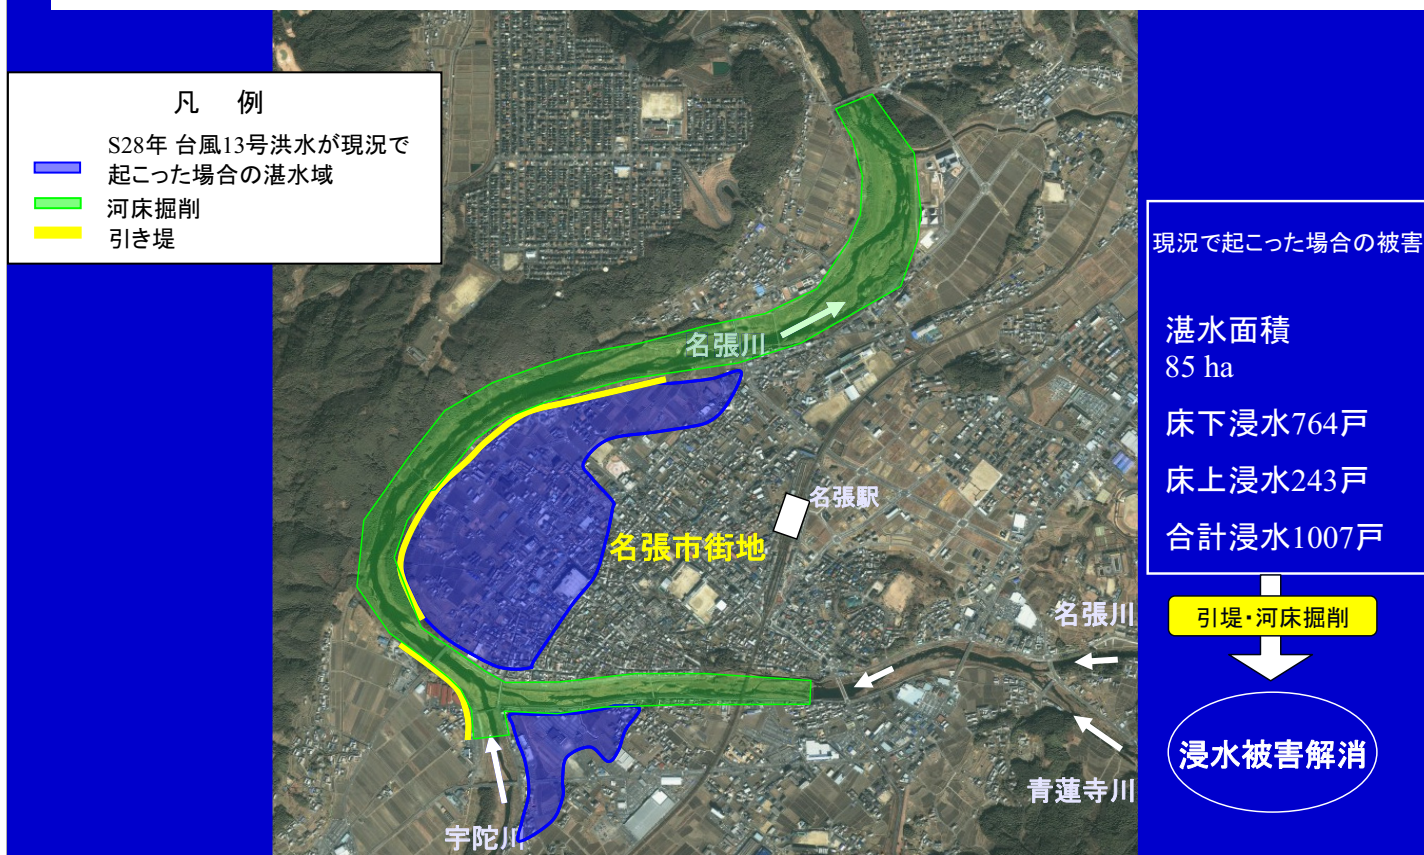 凡　例
S28年 台風13号洪水が現況で
起こった場合の湛水域
河床掘削
引き堤
名張川
名張駅
名張市街地
名張川
青蓮寺川
宇陀川
現況で起こった場合の被害
湛水面積
85 ha
床下浸水764戸
床上浸水243戸
合計浸水1007戸
引堤・河床掘削
浸水被害解消